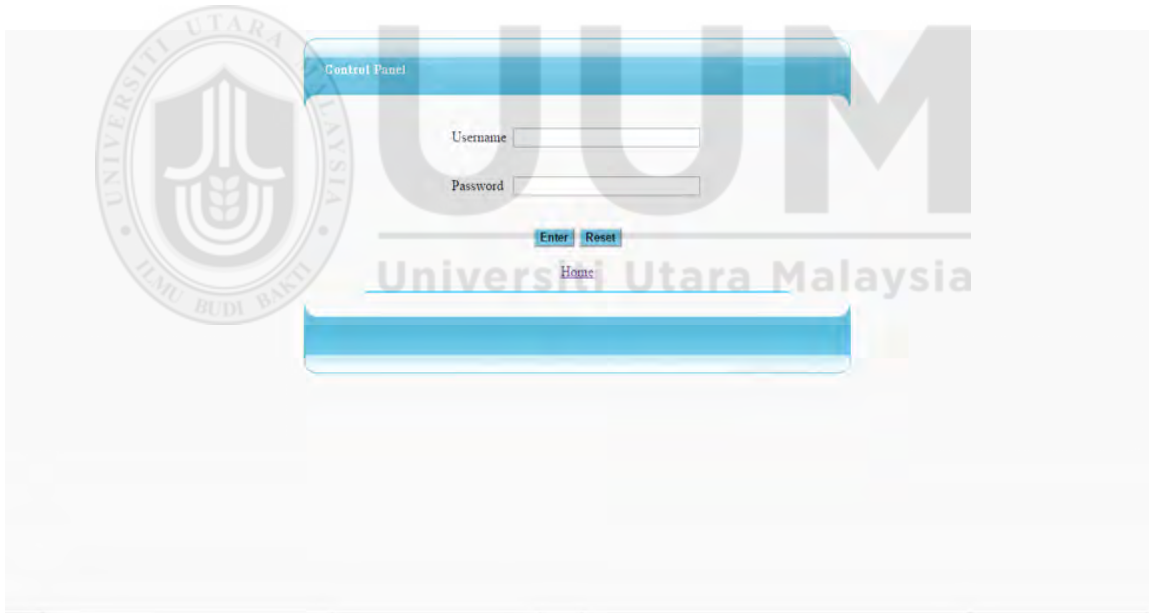 UNIVERSITI UTARA MALAYSIA
ILMU BUDI BAKTI
UUM
Universiti Utara Malaysia
Control Panel
Username
Password
Enter Reset
Home